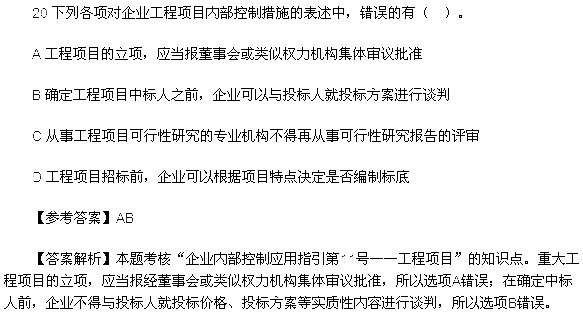 20 下列各项对企业工程项目内部控制措施的表述中，错误的有（ ）。
A 工程项目的立项，应当报董事会或类似权力机构集体审议批准
B 确定工程项目中标人之前，企业可以与投标人就投标方案进行谈判
C 从事工程项目可行性研究的专业机构不得再从事可行性研究报告的评审
D 工程项目招标前，企业可以根据项目特点决定是否编制标底
【参考答案】AB
【答案解析】本题考核“企业内部控制应用指引第11号——工程项目”的知识点。重大工
程项目的立项，应当报经董事会或类似权力机构集体审议批准，所以选项A错误；在确定中标
人前，企业不得与投标人就投标价格、投标方案等实质性内容进行谈判，所以选项B错误。